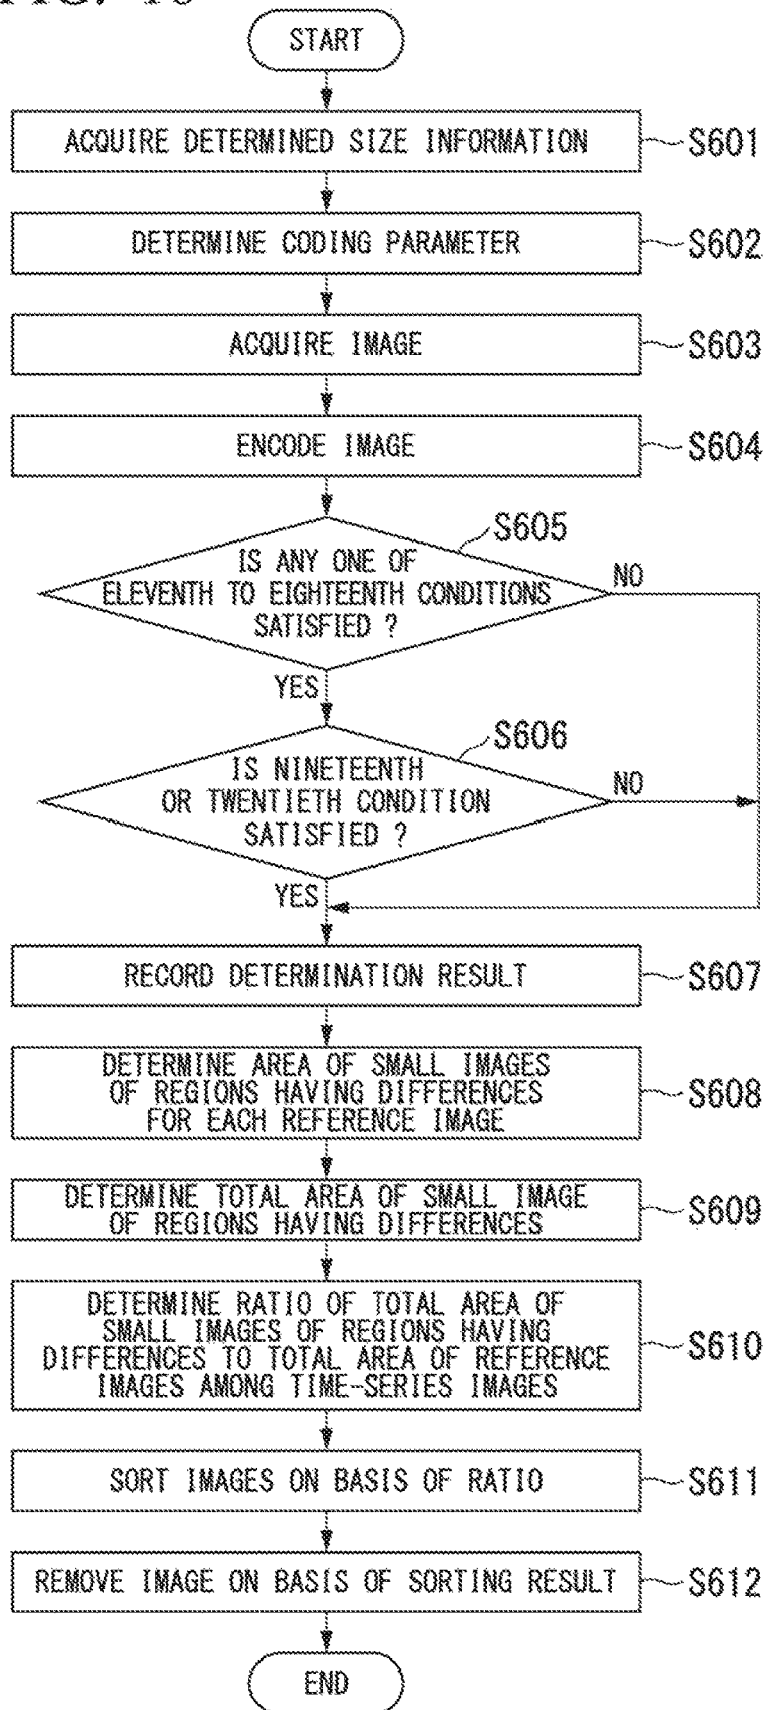 START
ACQUIRE DETERMINED SIZE INFORMATION
S601
DETERMINE CODING PARAMETER
S602
ACQUIRE IMAGE
S603
ENCODE IMAGE
S604
S605
IS ANY ONE OF
ELEVENTH TO EIGHTEENTH CONDITIONS
SATISFIED ?
NO
YES
S606
IS NINETEENTH
OR TWENTIETH CONDITION
SATISFIED ?
NO
YES
RECORD DETERMINATION RESULT
S607
DETERMINE AREA OF SMALL IMAGES
OF REGIONS HAVING DIFFERENCES
FOR EACH REFERENCE IMAGE
S608
DETERMINE TOTAL AREA OF SMALL IMAGE
OF REGIONS HAVING DIFFERENCES
S609
DETERMINE RATIO OF TOTAL AREA OF
SMALL IMAGES OF REGIONS HAVING
DIFFERENCES TO TOTAL AREA OF REFERENCE
IMAGES AMONG TIME-SERIES IMAGES
S610
SORT IMAGES ON BASIS OF RATIO
S611
REMOVE IMAGE ON BASIS OF SORTING RESULT
S612
END